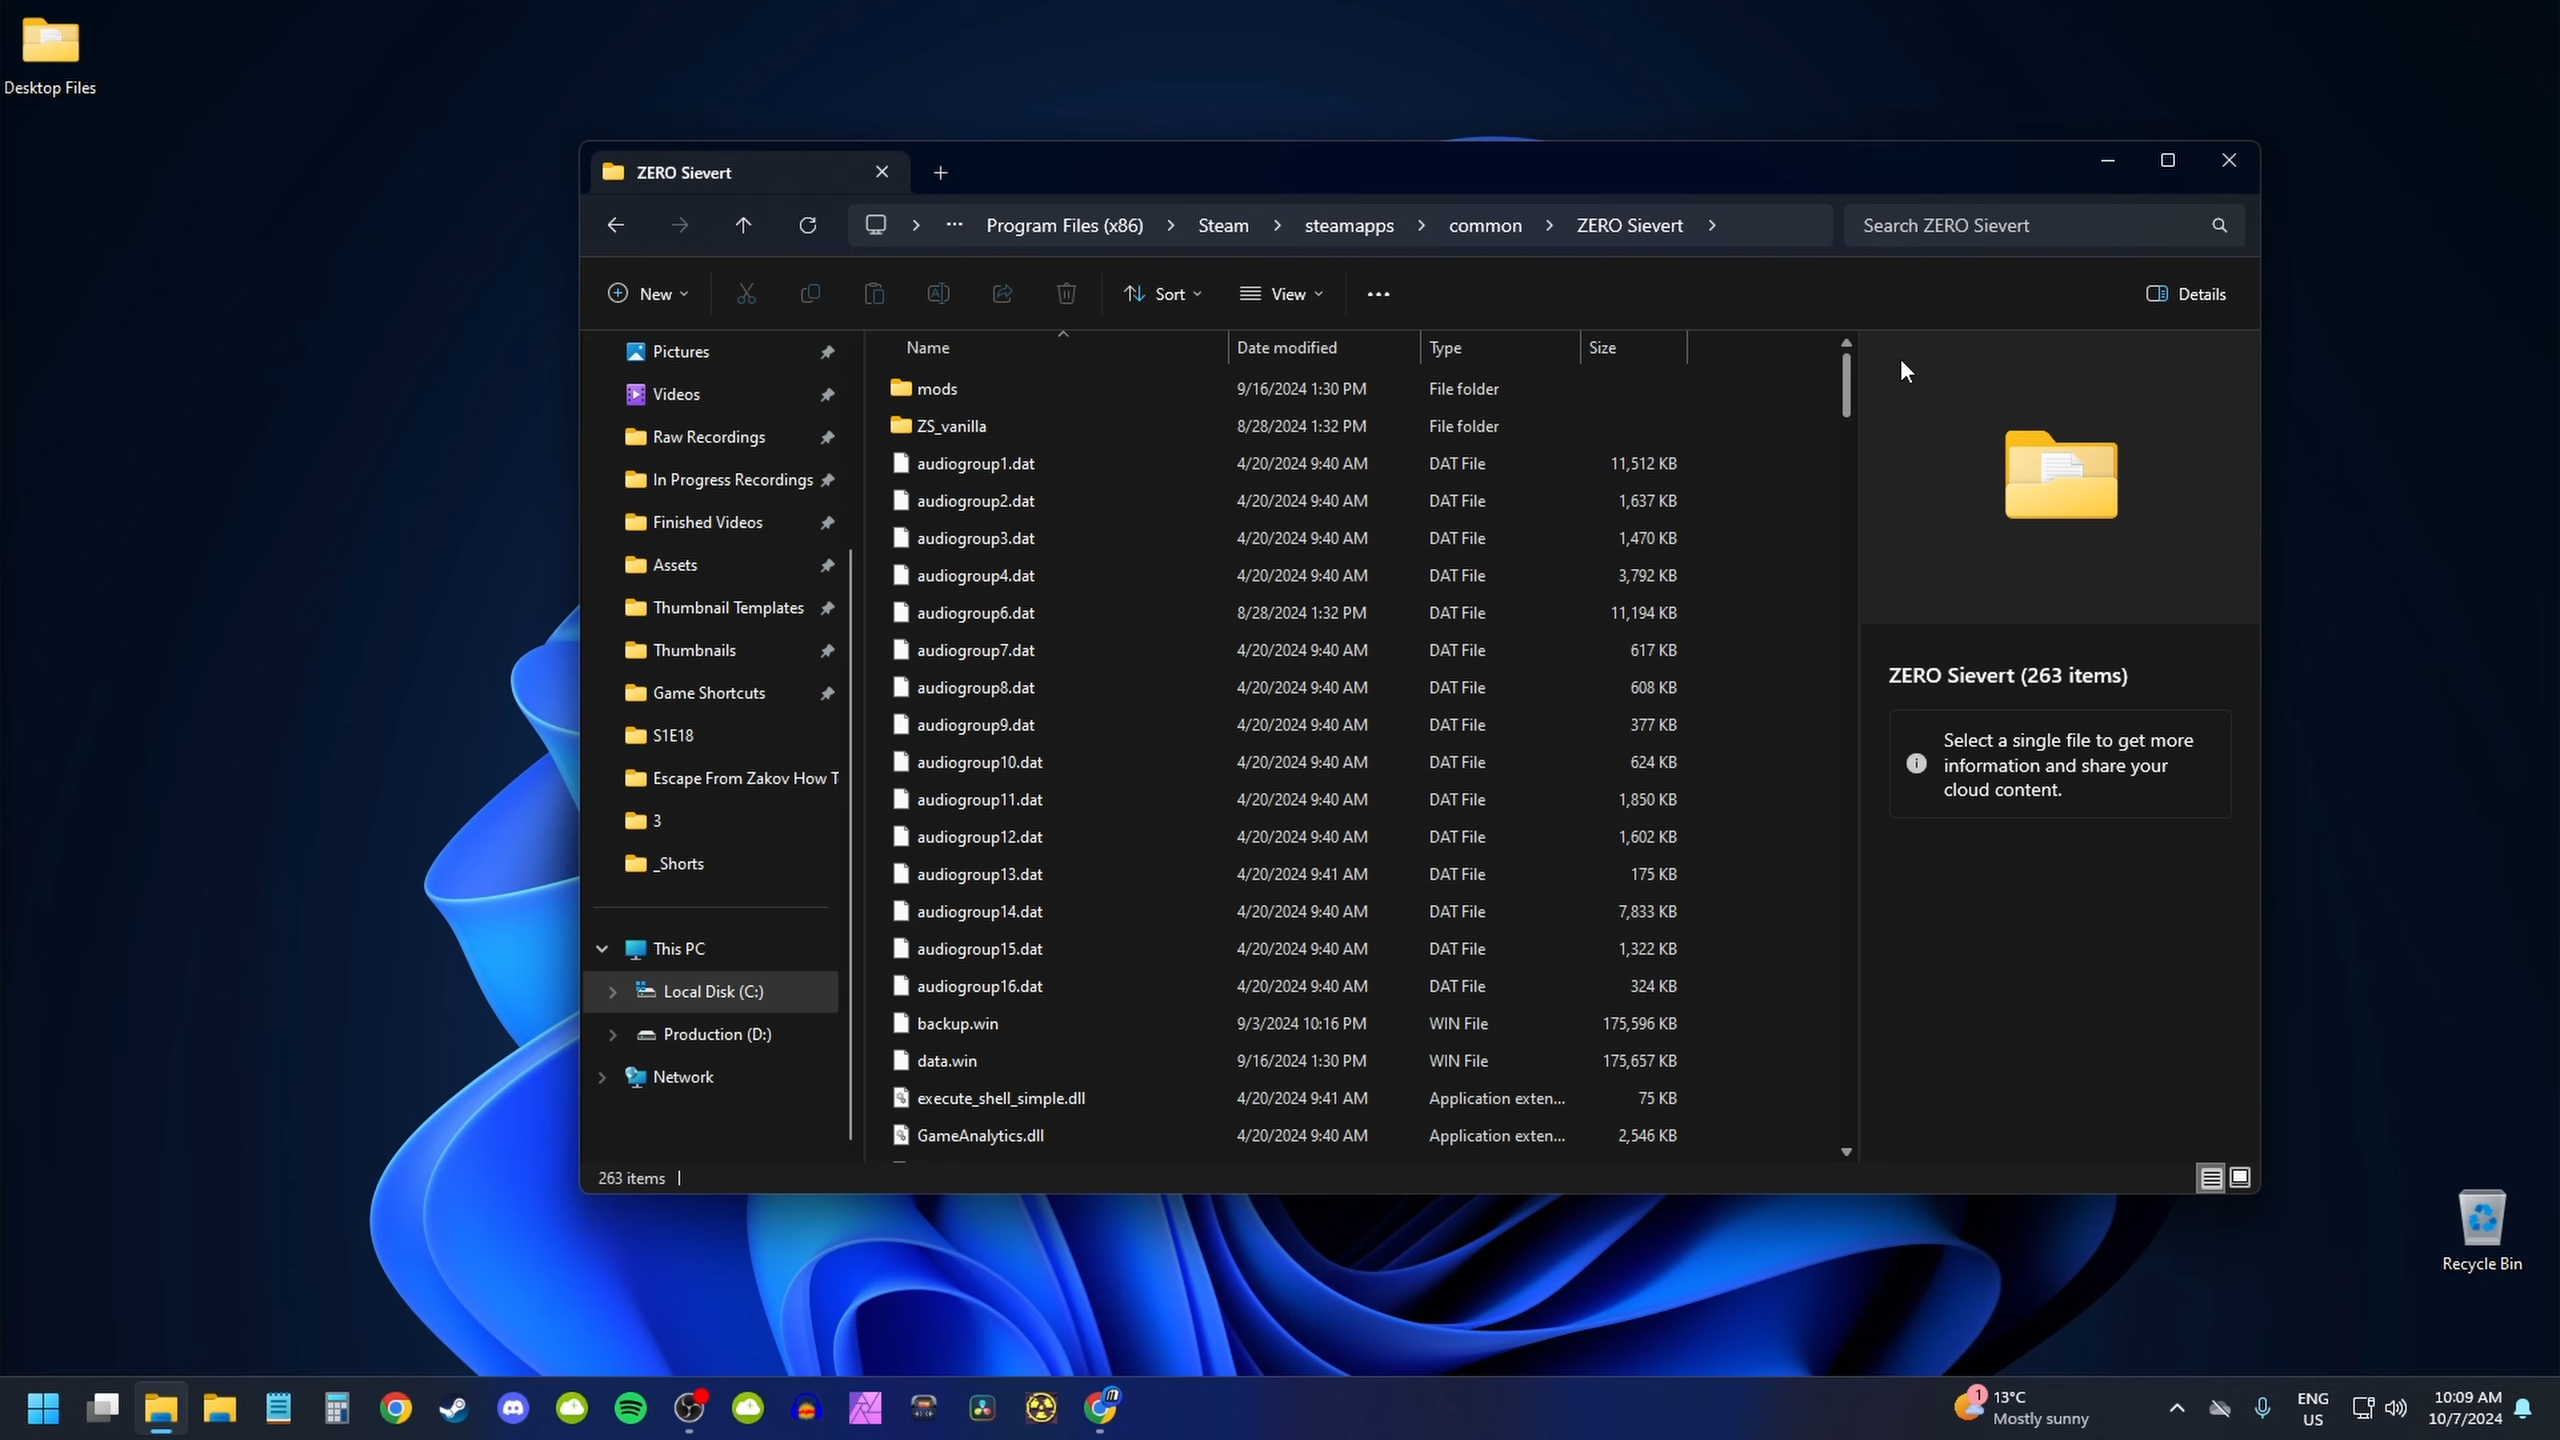 Desktop Files
ZERO Sievert
Program Files (x86)
Steam
steamapps
common
ZERO Sievert
Search ZERO Sievert
New
Sort
View
Details
Pictures
Videos
Raw Recordings
In Progress Recordings
Finished Videos
Assets
Thumbnail Templates
Thumbnails
Game Shortcuts
S1E18
Escape From Zakov How T
3
_Shorts
This PC
Local Disk (C:)
Production (D:)
Network
Name Date modified Type Size
mods 9/16/2024 1:30 PM File folder
ZS_vanilla 8/28/2024 1:32 PM File folder
audiogroup1.dat 4/20/2024 9:40 AM DAT File 11,512 KB
audiogroup2.dat 4/20/2024 9:40 AM DAT File 1,637 KB
audiogroup3.dat 4/20/2024 9:40 AM DAT File 1,470 KB
audiogroup4.dat 4/20/2024 9:40 AM DAT File 3,792 KB
audiogroup6.dat 8/28/2024 1:32 PM DAT File 11,194 KB
audiogroup7.dat 4/20/2024 9:40 AM DAT File 617 KB
audiogroup8.dat 4/20/2024 9:40 AM DAT File 608 KB
audiogroup9.dat 4/20/2024 9:40 AM DAT File 377 KB
audiogroup10.dat 4/20/2024 9:40 AM DAT File 624 KB
audiogroup11.dat 4/20/2024 9:40 AM DAT File 1,850 KB
audiogroup12.dat 4/20/2024 9:40 AM DAT File 1,602 KB
audiogroup13.dat 4/20/2024 9:41 AM DAT File 175 KB
audiogroup14.dat 4/20/2024 9:40 AM DAT File 7,833 KB
audiogroup15.dat 4/20/2024 9:40 AM DAT File 1,322 KB
audiogroup16.dat 4/20/2024 9:40 AM DAT File 324 KB
backup.win 9/3/2024 10:16 PM WIN File 175,596 KB
data.win 9/16/2024 1:30 PM WIN File 175,657 KB
execute_shell_simple.dll 4/20/2024 9:41 AM Application exten... 75 KB
GameAnalytics.dll 4/20/2024 9:40 AM Application exten... 2,546 KB
ZERO Sievert (263 items)
Select a single file to get more
information and share your
cloud content.
263 items
Recycle Bin
1
13°C
Mostly sunny
ENG
US
10:09 AM
10/7/2024